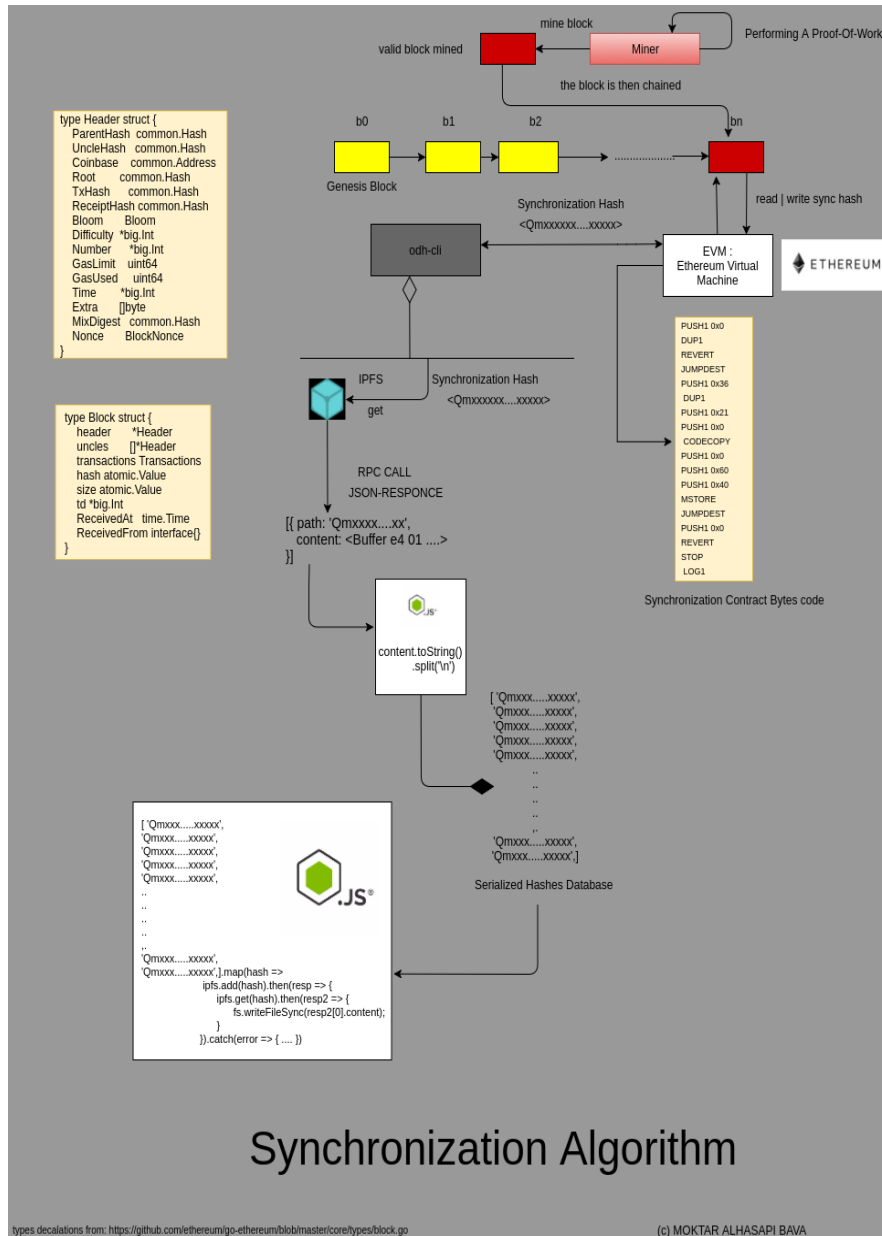 mine block
Miner
Performing A Proof-Of-Work
valid block mined
the block is then chained
type Header struct {
ParentHash common.Hash
UncleHash common.Hash
Coinbase common.Address
Root common.Hash
TxHash common.Hash
ReceiptHash common.Hash
Bloom Bloom
Difficulty *big.Int
Number *big.Int
GasLimit uint64
GasUsed uint64
Time *big.Int
Extra []byte
MixDigest common.Hash
Nonce BlockNonce
}
b0 b1 b2 bn
....................
Genesis Block
read | write sync hash
Synchronization Hash
<Qmxxxxxx....xxxxx>
odh-cli
EVM :
Ethereum Virtual
Machine
ETHEREUM
PUSH1 0x0
DUP1
REVERT
JUMPDEST
PUSH1 0x36
DUP1
PUSH1 0x21
PUSH1 0x0
CODECOPY
PUSH1 0x0
PUSH1 0x60
PUSH1 0x40
MSTORE
JUMPDEST
PUSH1 0x0
REVERT
STOP
LOG1
Synchronization Contract Bytes code
IPFS
get
Synchronization Hash
<Qmxxxxxx....xxxxx>
type Block struct {
header *Header
uncles []*Header
transactions Transactions
hash atomic.Value
size atomic.Value
td *big.Int
ReceivedAt time.Time
ReceivedFrom interface{}
}
RPC CALL
JSON-RESPONCE
[{ path: 'Qmxxxx....xx',
content: <Buffer e4 01 ....>
}]
JS
content.toString()
.split('\n')
[ 'Qmxxx.....xxxxx',
'Qmxxx.....xxxxx',
'Qmxxx.....xxxxx',
'Qmxxx.....xxxxx',
'Qmxxx.....xxxxx',
..
..
..
..
,.
'Qmxxx.....xxxxx',
'Qmxxx.....xxxxx',]
Serialized Hashes Database
[ 'Qmxxx.....xxxxx',
'Qmxxx.....xxxxx',
'Qmxxx.....xxxxx',
'Qmxxx.....xxxxx',
'Qmxxx.....xxxxx',
..
..
..
..
,.
'Qmxxx.....xxxxx',
'Qmxxx.....xxxxx',].map(hash =>
ipfs.add(hash).then(resp => {
ipfs.get(hash).then(resp2 => {
fs.writeFileSync(resp2[0].content);
}
}).catch(error => { .... })
.JS®
Synchronization Algorithm
types decalations from: https://github.com/ethereum/go-ethereum/blob/master/core/types/block.go
(c) MOKTAR ALHASAPI BAVA